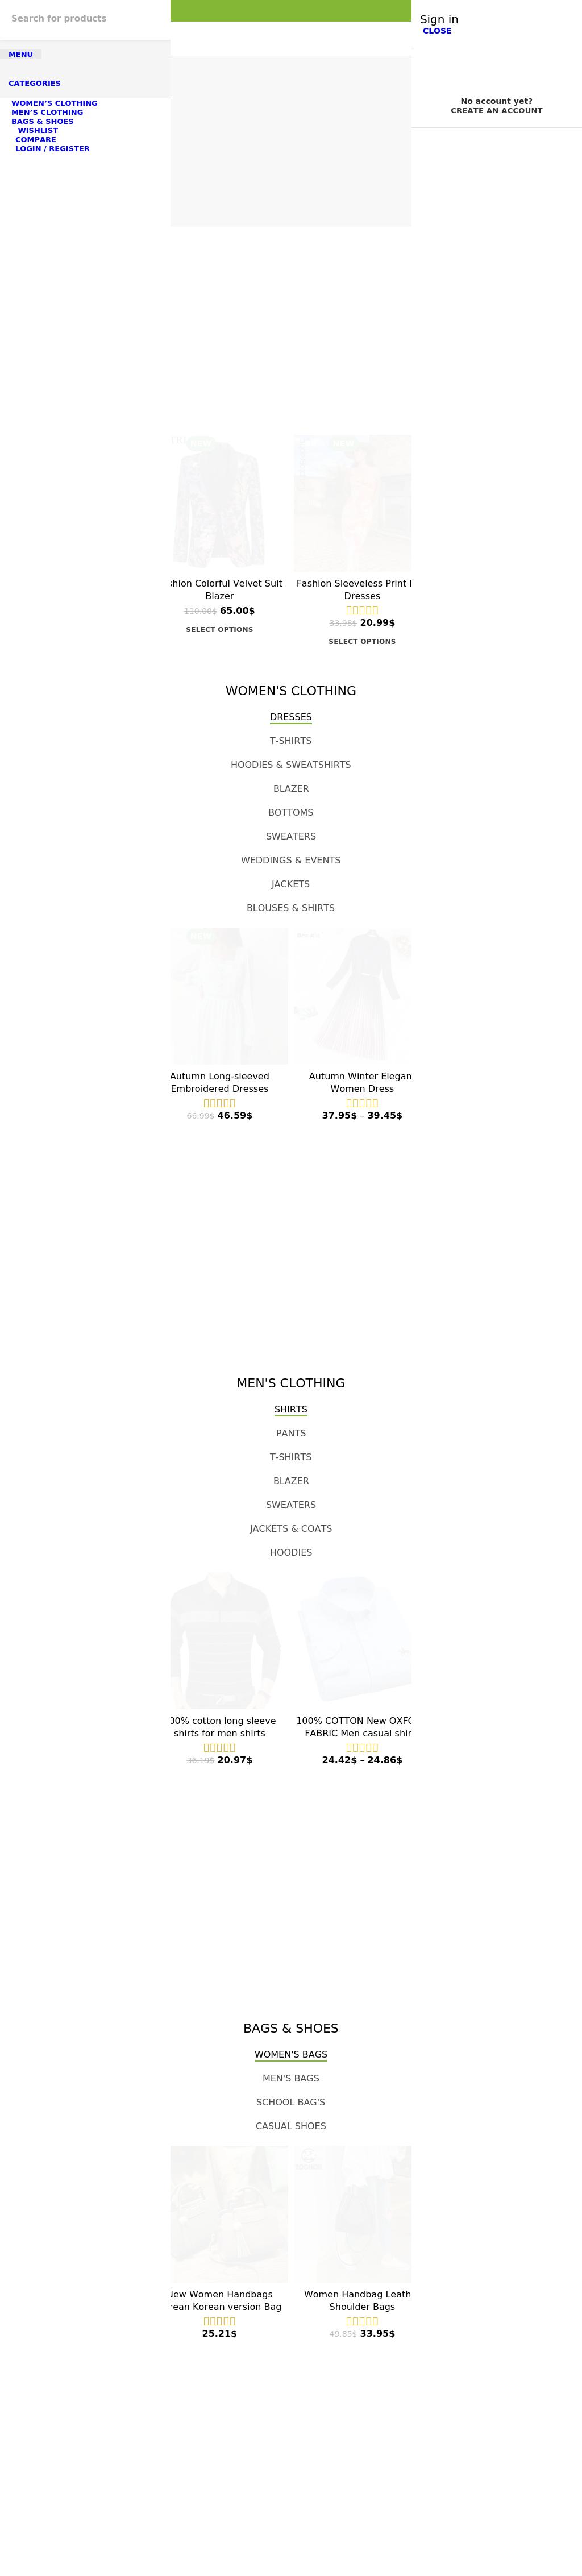 Search for products
MENU
CATEGORIES
WOMEN’S CLOTHING
MEN’S CLOTHING
BAGS & SHOES
WISHLIST
COMPARE
LOGIN / REGISTER
Sign in
CLOSE
No account yet?
CREATE AN ACCOUNT
NEW
shion Colorful Velvet Suit
Blazer
110.00$ 65.00$
SELECT OPTIONS
Fashion Sleeveless Print
Dresses
33.98$ 20.99$
SELECT OPTIONS
WOMEN'S CLOTHING
DRESSES
T-SHIRTS
HOODIES & SWEATSHIRTS
BLAZER
BOTTOMS
SWEATERS
WEDDINGS & EVENTS
JACKETS
BLOUSES & SHIRTS
NEW
Autumn Long-sleeved
Embroidered Dresses
66.99$ 46.59$
Autumn Winter Elegan
Women Dress
37.95$ – 39.45$
MEN'S CLOTHING
SHIRTS
PANTS
T-SHIRTS
BLAZER
SWEATERS
JACKETS & COATS
HOODIES
00% cotton long sleeve
shirts for men shirts
36.19$ 20.97$
100% COTTON New OXFO
FABRIC Men casual shir
24.42$ – 24.86$
BAGS & SHOES
WOMEN'S BAGS
MEN'S BAGS
SCHOOL BAG'S
CASUAL SHOES
New Women Handbags
rean Korean version Bag
25.21$
Women Handbag Leath
Shoulder Bags
49.85$ 33.95$